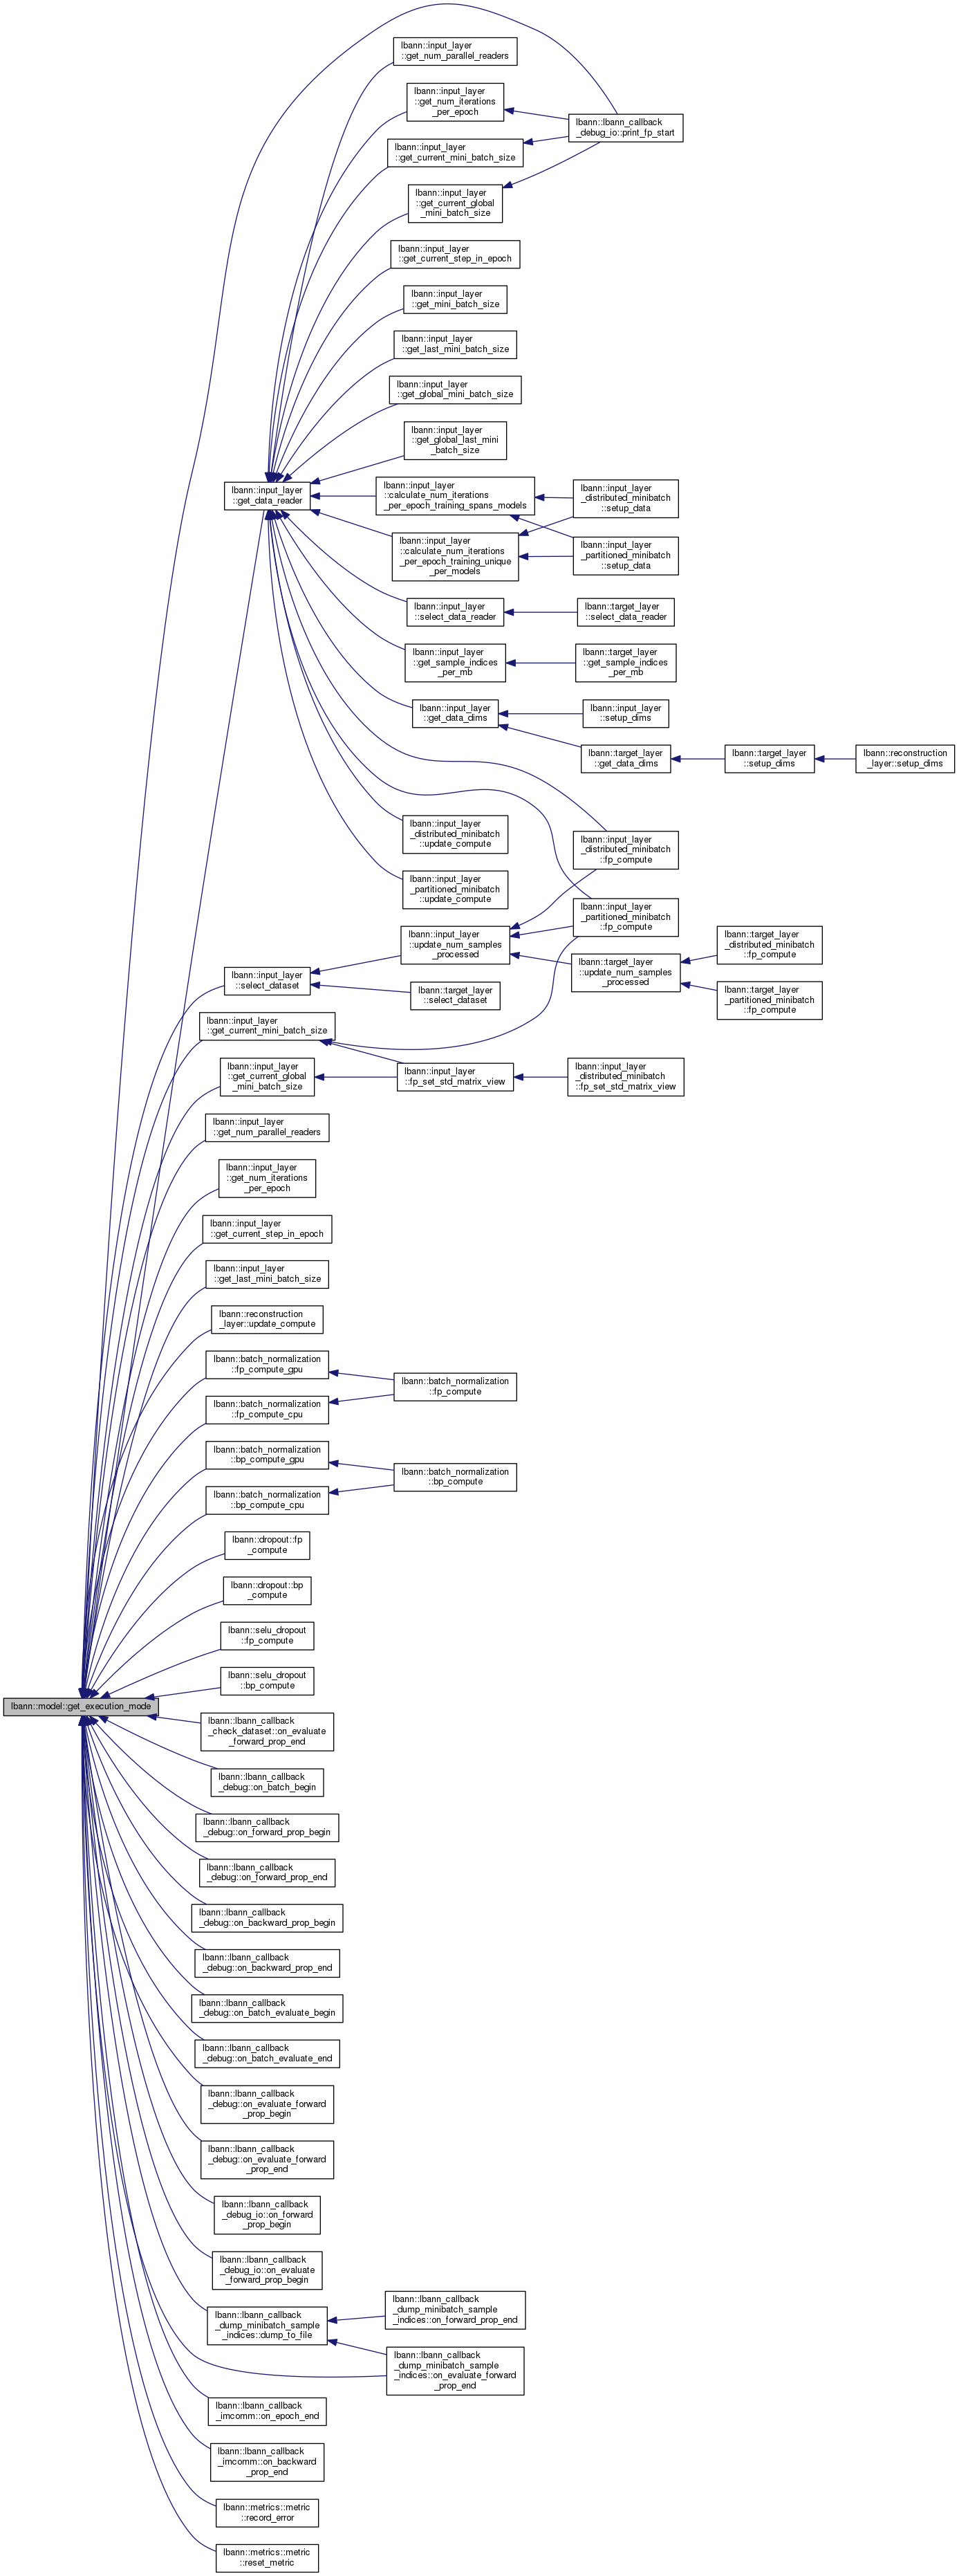 lbann::input_layer
::get_num_parallel_readers
lbann::input_layer
::get_num_iterations
_per_epoch
lbann::lbann_callback
_debug_io::print_fp_start
lbann::input_layer
::get_current_mini_batch_size
lbann::input_layer
::get_current_global
_mini_batch_size
lbann::input_layer
::get_current_step_in_epoch
lbann::input_layer
::get_mini_batch_size
lbann::input_layer
::get_last_mini_batch_size
lbann::input_layer
::get_global_mini_batch_size
lbann::input_layer
::get_global_last_mini
_batch_size
lbann::input_layer
::get_data_reader
lbann::input_layer
::calculate_num_iterations
_per_epoch_training_spans_models
lbann::input_layer
_distributed_minibatch
::setup_data
lbann::input_layer
::calculate_num_iterations
_per_epoch_training_unique
_per_models
lbann::input_layer
_partitioned_minibatch
::setup_data
lbann::input_layer
::select_data_reader
lbann::target_layer
::select_data_reader
lbann::input_layer
::get_sample_indices
_per_mb
lbann::target_layer
::get_sample_indices
_per_mb
lbann::input_layer
::get_data_dims
lbann::input_layer
::setup_dims
lbann::target_layer
::get_data_dims
lbann::target_layer
::setup_dims
lbann::reconstruction
_layer::setup_dims
lbann::input_layer
_distributed_minibatch
::update_compute
lbann::input_layer
_distributed_minibatch
::fp_compute
lbann::input_layer
_partitioned_minibatch
::update_compute
lbann::input_layer
_partitioned_minibatch
::fp_compute
lbann::input_layer
::update_num_samples
_processed
lbann::target_layer
::update_num_samples
_processed
lbann::target_layer
_distributed_minibatch
::fp_compute
lbann::target_layer
_partitioned_minibatch
::fp_compute
lbann::input_layer
::select_dataset
lbann::target_layer
::select_dataset
lbann::input_layer
::get_current_mini_batch_size
lbann::input_layer
::get_current_global
_mini_batch_size
lbann::input_layer
::fp_set_std_matrix_view
lbann::input_layer
_distributed_minibatch
::fp_set_std_matrix_view
lbann::input_layer
::get_num_parallel_readers
lbann::input_layer
::get_num_iterations
_per_epoch
lbann::input_layer
::get_current_step_in_epoch
lbann::input_layer
::get_last_mini_batch_size
lbann::reconstruction
_layer::update_compute
lbann::batch_normalization
::fp_compute_gpu
lbann::batch_normalization
::fp_compute
lbann::batch_normalization
::fp_compute_cpu
lbann::batch_normalization
::bp_compute_gpu
lbann::batch_normalization
::bp_compute
lbann::batch_normalization
::bp_compute_cpu
lbann::dropout::fp
_compute
lbann::dropout::bp
_compute
lbann::selu_dropout
::fp_compute
lbann::selu_dropout
::bp_compute
lbann::model::get_execution_mode
lbann::lbann_callback
_check_dataset::on_evaluate
_forward_prop_end
lbann::lbann_callback
_debug::on_batch_begin
lbann::lbann_callback
_debug::on_forward_prop_begin
lbann::lbann_callback
_debug::on_forward_prop_end
lbann::lbann_callback
_debug::on_backward_prop_begin
lbann::lbann_callback
_debug::on_backward_prop_end
lbann::lbann_callback
_debug::on_batch_evaluate_begin
lbann::lbann_callback
_debug::on_batch_evaluate_end
lbann::lbann_callback
_debug::on_evaluate_forward
_prop_begin
lbann::lbann_callback
_debug::on_evaluate_forward
_prop_end
lbann::lbann_callback
_debug_io::on_forward
_prop_begin
lbann::lbann_callback
_debug_io::on_evaluate
_forward_prop_begin
lbann::lbann_callback
_dump_minibatch_sample
_indices::dump_to_file
lbann::lbann_callback
_dump_minibatch_sample
_indices::on_forward_prop_end
lbann::lbann_callback
_dump_minibatch_sample
_indices::on_evaluate_forward
_prop_end
lbann::lbann_callback
_imcomm::on_epoch_end
lbann::lbann_callback
_imcomm::on_backward
_prop_end
lbann::metrics::metric
::record_error
lbann::metrics::metric
::reset_metric